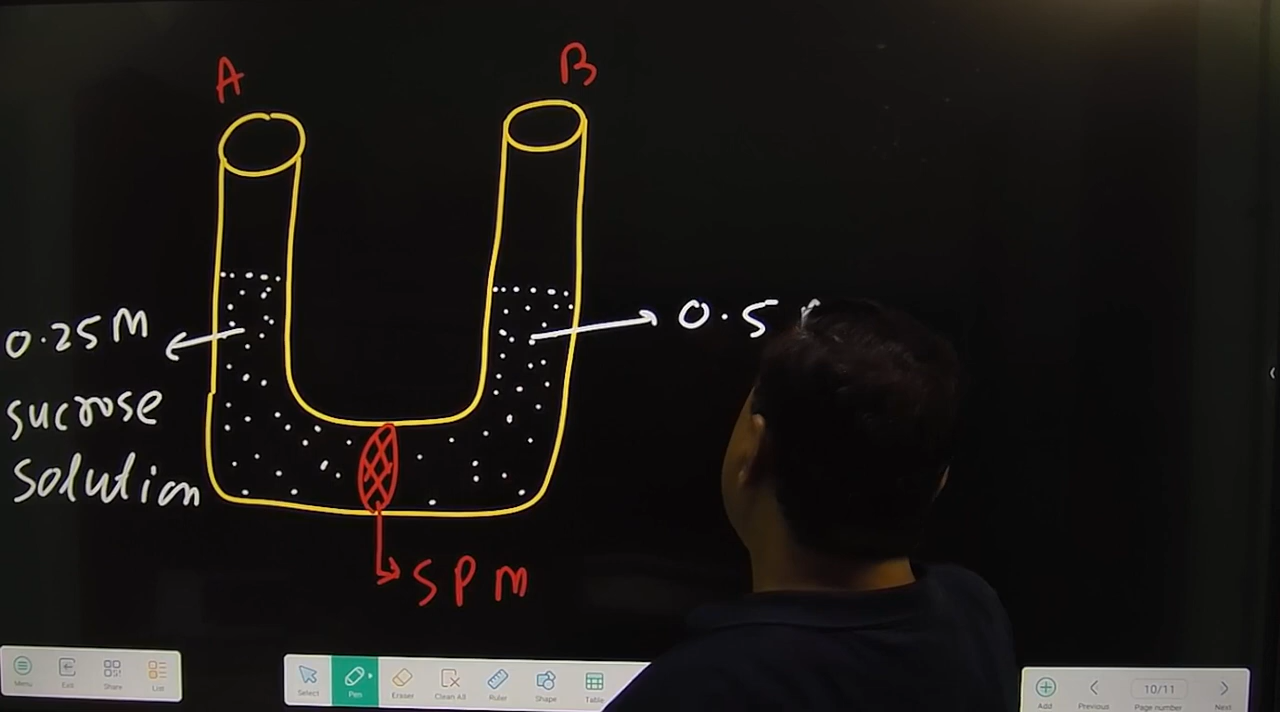 A
B
0.25M
sucrose
solution
0.5
SPM
Menu
Exit
Share
List
Select
Pen
Eraser
Clean All
Ruler
Shape
Table
Add
Previous
10/11
Page number
Next